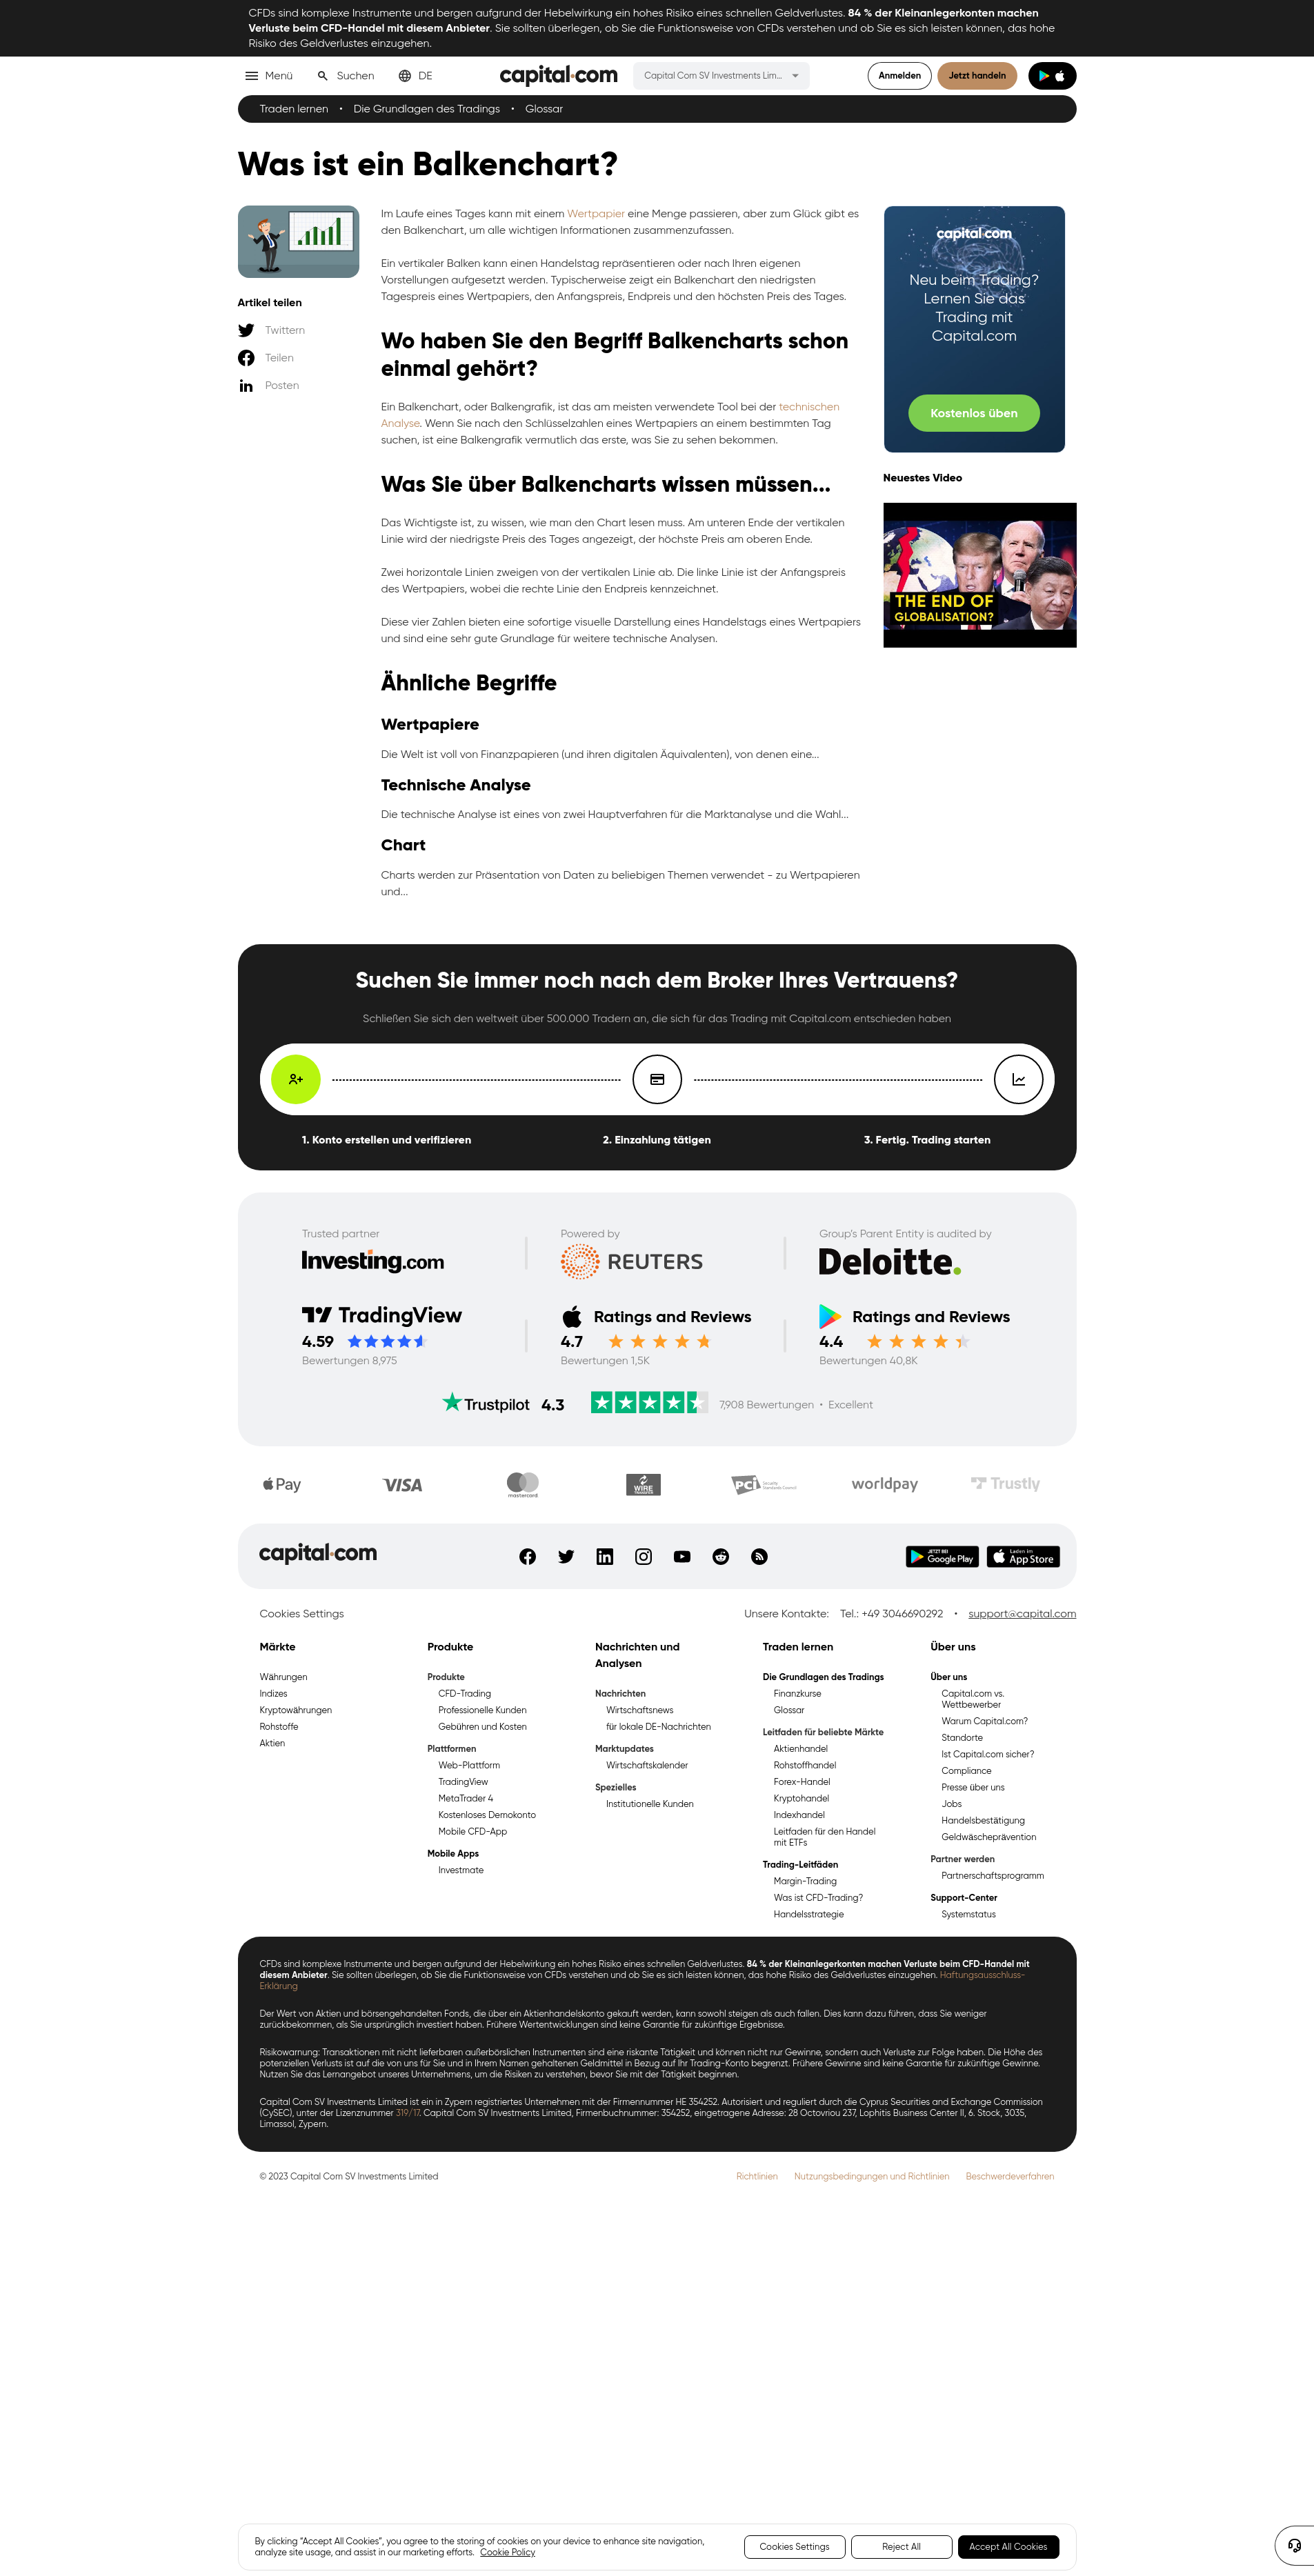 CFDs sind komplexe Instrumente und bergen aufgrund der Hebelwirkung ein hohes Risiko eines schnellen Geldverlustes. 84 % der Kleinanlegerkonten machen
Verluste beim CFD-Handel mit diesem Anbieter. Sie sollten überlegen, ob Sie die Funktionsweise von CFDs verstehen und ob Sie es sich leisten können, das hohe
Risiko des Geldverlustes einzugehen.
Menü
Suchen
DE
capital.com
Capital Com SV Investments Lim...
Anmelden
Jetzt handeln
Traden lernen • Die Grundlagen des Tradings • Glossar
Was ist ein Balkenchart?
Artikel teilen
Twittern
Teilen
Posten
Im Laufe eines Tages kann mit einem Wertpapier eine Menge passieren, aber zum Glück gibt es
den Balkenchart, um alle wichtigen Informationen zusammenzufassen.
Ein vertikaler Balken kann einen Handelstag repräsentieren oder nach Ihren eigenen
Vorstellungen aufgesetzt werden. Typischerweise zeigt ein Balkenchart den niedrigsten
Tagespreis eines Wertpapiers, den Anfangspreis, Endpreis und den höchsten Preis des Tages.
Wo haben Sie den Begriff Balkencharts schon
einmal gehört?
Ein Balkenchart, oder Balkengrafik, ist das am meisten verwendete Tool bei der technischen
Analyse. Wenn Sie nach den Schlüsselzahlen eines Wertpapiers an einem bestimmten Tag
suchen, ist eine Balkengrafik vermutlich das erste, was Sie zu sehen bekommen.
Was Sie über Balkencharts wissen müssen...
Das Wichtigste ist, zu wissen, wie man den Chart lesen muss. Am unteren Ende der vertikalen
Linie wird der niedrigste Preis des Tages angezeigt, der höchste Preis am oberen Ende.
Zwei horizontale Linien zweigen von der vertikalen Linie ab. Die linke Linie ist der Anfangspreis
des Wertpapiers, wobei die rechte Linie den Endpreis kennzeichnet.
Diese vier Zahlen bieten eine sofortige visuelle Darstellung eines Handelstags eines Wertpapiers
und sind eine sehr gute Grundlage für weitere technische Analysen.
Ähnliche Begriffe
Wertpapiere
Die Welt ist voll von Finanzpapieren (und ihren digitalen Äquivalenten), von denen eine...
Technische Analyse
Die technische Analyse ist eines von zwei Hauptverfahren für die Marktanalyse und die Wahl...
Chart
Charts werden zur Präsentation von Daten zu beliebigen Themen verwendet - zu Wertpapieren
und...
capital.com
Neu beim Trading?
Lernen Sie das
Trading mit
Capital.com
Kostenlos üben
Neuestes Video
THE END OF
GLOBALISATION?
Suchen Sie immer noch nach dem Broker Ihres Vertrauens?
Schließen Sie sich den weltweit über 500.000 Tradern an, die sich für das Trading mit Capital.com entschieden haben
1. Konto erstellen und verifizieren
2. Einzahlung tätigen
3. Fertig. Trading starten
Trusted partner
Investing.com
Powered by
REUTERS
Group's Parent Entity is audited by
Deloitte.
TradingView
4.59
Bewertungen 8,975
Ratings and Reviews
4.7
Bewertungen 1,5K
Ratings and Reviews
4.4
Bewertungen 40,8K
Trustpilot 4.3
7,908 Bewertungen • Excellent
Pay
VISA
mastercard
WIRE
PCI
worldpay
Trustly
capital.com
JETZT BEI
Google Play
Laden im
App Store
Cookies Settings
Unsere Kontakte: Tel.: +49 3046690292 • support@capital.com
Märkte
Währungen
Indizes
Kryptowährungen
Rohstoffe
Aktien
Produkte
Produkte
CFD-Trading
Professionelle Kunden
Gebühren und Kosten
Plattformen
Web-Plattform
TradingView
MetaTrader 4
Kostenloses Demokonto
Mobile CFD-App
Mobile Apps
Investmate
Nachrichten und
Analysen
Nachrichten
Wirtschaftsnews
für lokale DE-Nachrichten
Marktupdates
Wirtschaftskalender
Spezielles
Institutionelle Kunden
Traden lernen
Die Grundlagen des Tradings
Finanzkurse
Glossar
Leitfaden für beliebte Märkte
Aktienhandel
Rohstoffhandel
Forex-Handel
Kryptohandel
Indexhandel
Leitfaden für den Handel
mit ETFs
Trading-Leitfäden
Margin-Trading
Was ist CFD-Trading?
Handelsstrategie
Über uns
Über uns
Capital.com vs.
Wettbewerber
Warum Capital.com?
Standorte
Ist Capital.com sicher?
Compliance
Presse über uns
Jobs
Handelsbestätigung
Geldwäscheprävention
Partner werden
Partnerschaftsprogramm
Support-Center
Systemstatus
CFDs sind komplexe Instrumente und bergen aufgrund der Hebelwirkung ein hohes Risiko eines schnellen Geldverlustes. 84 % der Kleinanlegerkonten machen Verluste beim CFD-Handel mit
diesem Anbieter. Sie sollten überlegen, ob Sie die Funktionsweise von CFDs verstehen und ob Sie es sich leisten können, das hohe Risiko des Geldverlustes einzugehen. Haftungsausschluss-
Erklärung
Der Wert von Aktien und börsengehandelten Fonds, die über ein Aktienhandelskonto gekauft werden, kann sowohl steigen als auch fallen. Dies kann dazu führen, dass Sie weniger
zurückbekommen, als Sie ursprünglich investiert haben. Frühere Wertentwicklungen sind keine Garantie für zukünftige Ergebnisse.
Risikowarnung: Transaktionen mit nicht lieferbaren außerbörslichen Instrumenten sind eine riskante Tätigkeit und können nicht nur Gewinne, sondern auch Verluste zur Folge haben. Die Höhe des
potenziellen Verlusts ist auf die von uns für Sie und in Ihrem Namen gehaltenen Geldmittel in Bezug auf Ihr Trading-Konto begrenzt. Frühere Gewinne sind keine Garantie für zukünftige Gewinne.
Nutzen Sie das Lernangebot unseres Unternehmens, um die Risiken zu verstehen, bevor Sie mit der Tätigkeit beginnen.
Capital Com SV Investments Limited ist ein in Zypern registriertes Unternehmen mit der Firmennummer HE 354252. Autorisiert und reguliert durch die Cyprus Securities and Exchange Commission
(CySEC), unter der Lizenznummer 319/17. Capital Com SV Investments Limited, Firmenbuchnummer: 354252, eingetragene Adresse: 28 Octovriou 237, Lophitis Business Center II, 6. Stock, 3035,
Limassol, Zypern.
© 2023 Capital Com SV Investments Limited
Richtlinien Nutzungsbedingungen und Richtlinien Beschwerdeverfahren
By clicking “Accept All Cookies”, you agree to the storing of cookies on your device to enhance site navigation,
analyze site usage, and assist in our marketing efforts. Cookie Policy
Cookies Settings
Reject All
Accept All Cookies